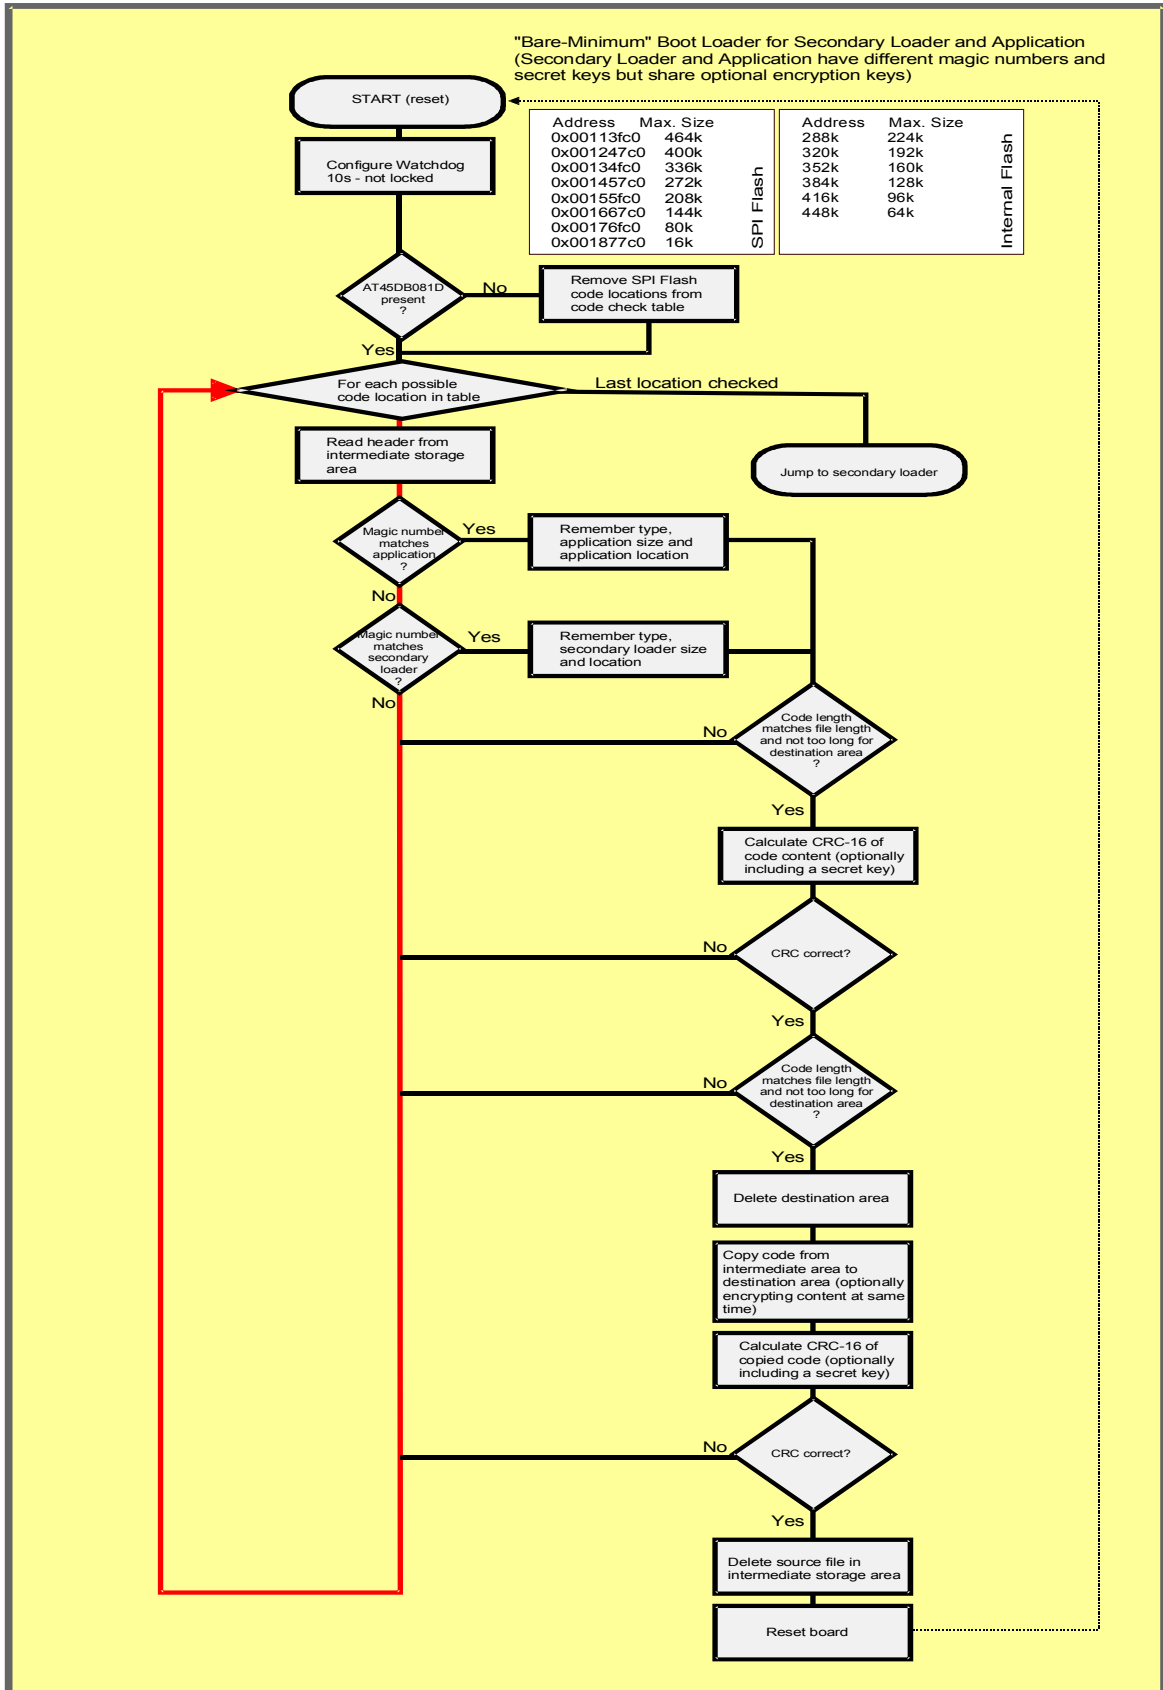 "Bare-Minimum" Boot Loader for Secondary Loader and Application
(Secondary Loader and Application have different magic numbers and
secret keys but share optional encryption keys)
START (reset)
Address Max. Size
0x00113fc0 464k
0x001247c0 400k
0x00134fc0 336k
0x001457c0 272k
0x00155fc0 208k
0x001667c0 144k
0x00176fc0 80k
0x001877c0 16k
SPI Flash
Address Max. Size
288k 224k
320k 192k
352k 160k
384k 128k
416k 96k
448k 64k
Internal Flash
Configure Watchdog
10s - not locked
AT45DB081D
present
?
No
Remove SPI Flash
code locations from
code check table
Yes
For each possible
code location in table
Last location checked
Read header from
intermediate storage
area
Jump to secondary loader
Magic number
matches
application
?
Yes
Remember type,
application size and
application location
No
Magic number
matches
secondary
loader
?
Yes
Remember type,
secondary loader size
and location
No
Code length
matches file length
and not too long for
destination area
?
No
Yes
Calculate CRC-16 of
code content (optionally
including a secret key)
CRC correct?
No
Yes
Code length
matches file length
and not too long for
destination area
?
No
Yes
Delete destination area
Copy code from
intermediate area to
destination area (optionally
encrypting content at same
time)
Calculate CRC-16 of
copied code (optionally
including a secret key)
CRC correct?
No
Yes
Delete source file in
intermediate storage area
Reset board